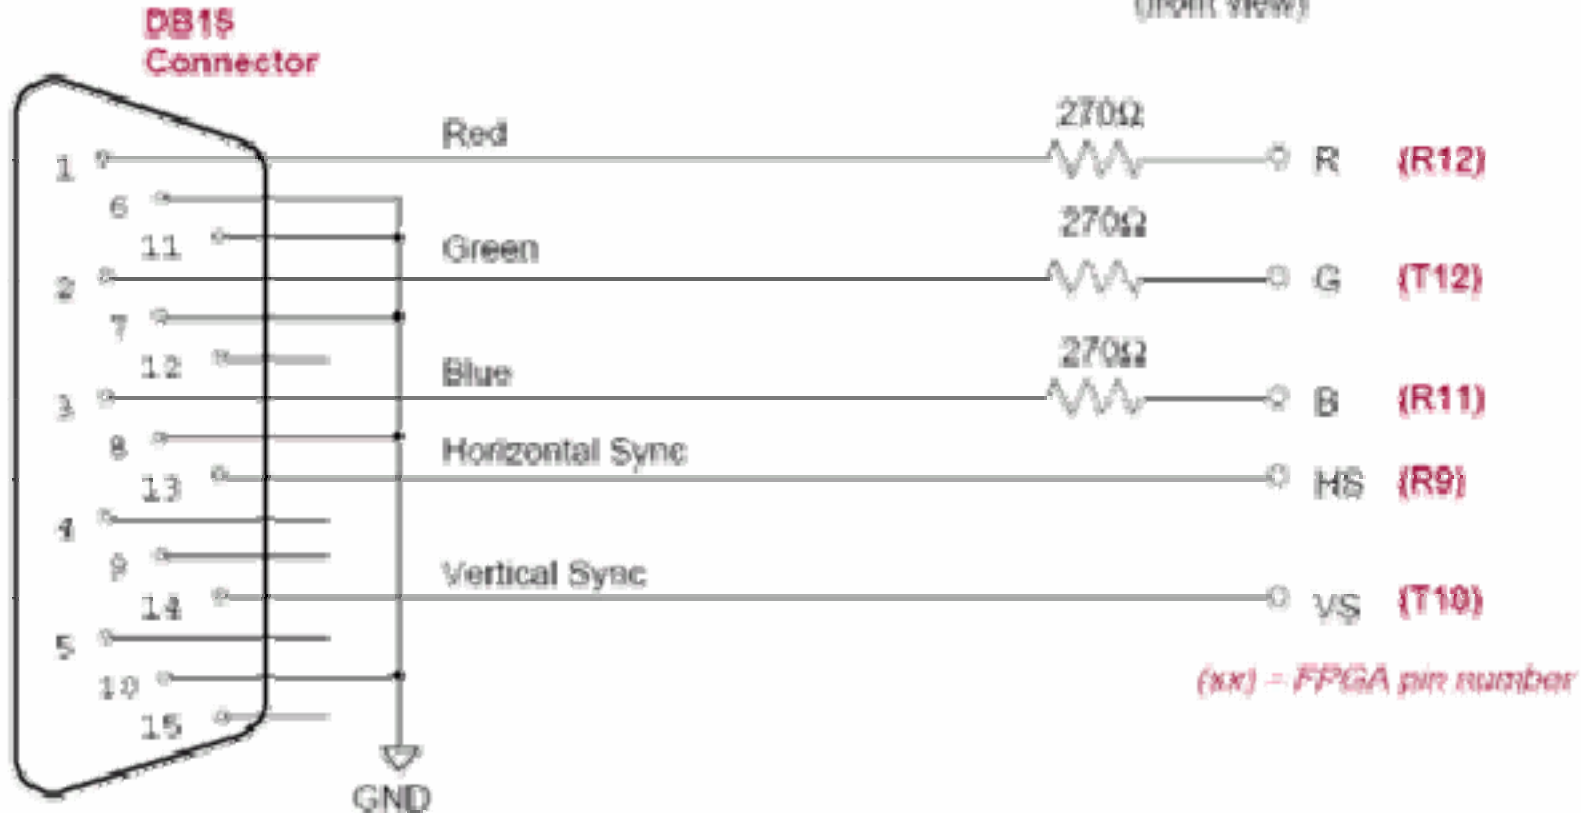 (front view)
DB15
Connector
270Ω
Red
1
R (R12)
6
270Ω
11
Green
2
G (T12)
7
270Ω
12
Blue
3
B (R11)
8
Horizontal Sync
13
HS (R9)
4
9
Vertical Sync
14
VS (T10)
5
(xx) = FPGA pin number
10
15
GND